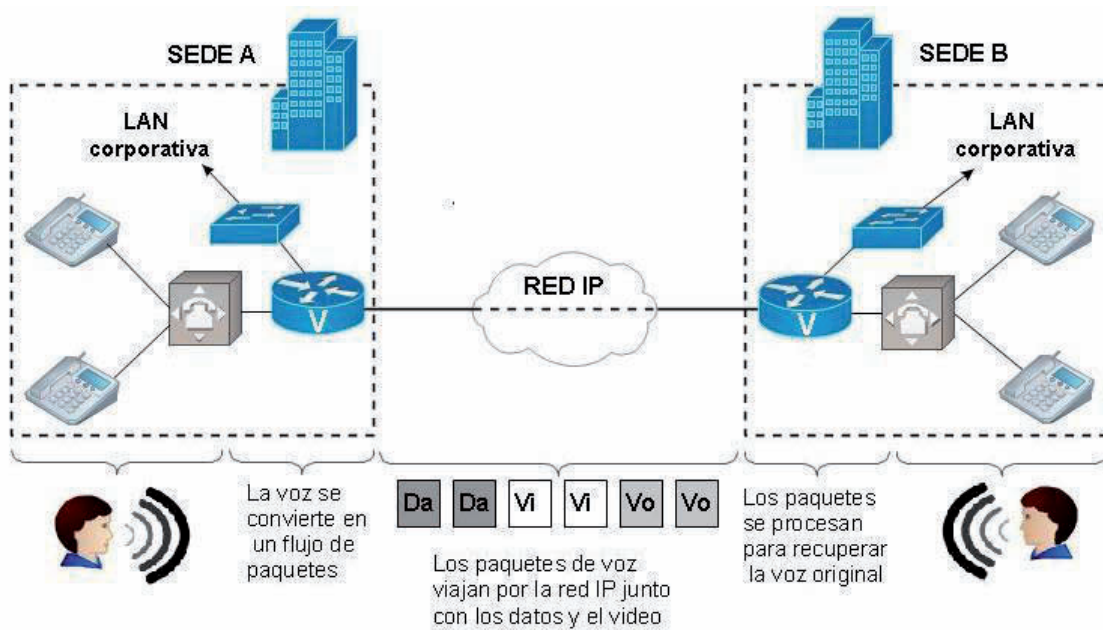 SEDE A
SEDE B
LAN
corporativa
LAN
corporativa
RED IP
V
V
La voz se
convierte en
un flujo de
paquetes
Da Da Vi Vi Vo Vo
Los paquetes de voz
viajan por la red IP junto
con los datos y el video
Los paquetes
se procesan
para recuperar
la voz original